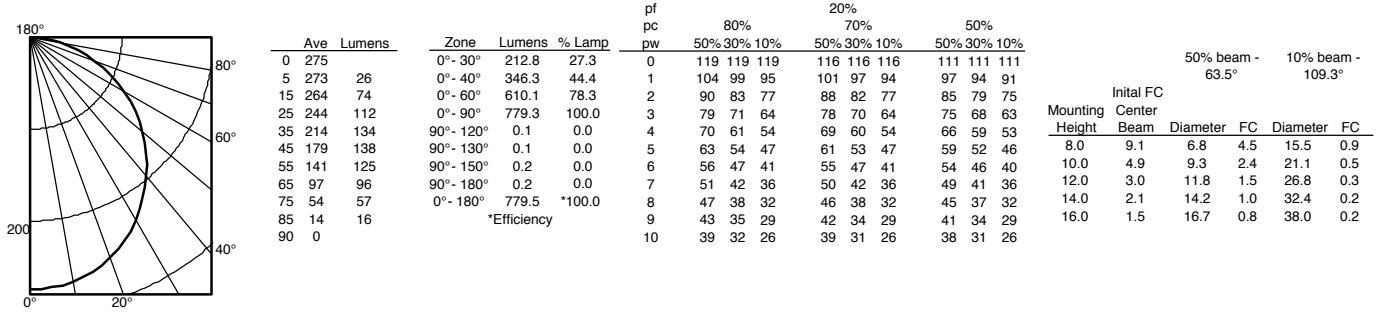 180°
80°
60°
200
40°
0° 20°
Ave Lumens
0 275
5 273 26
15 264 74
25 244 112
35 214 134
45 179 138
55 141 125
65 97 96
75 54 57
85 14 16
90 0
Zone Lumens % Lamp
0°- 30° 212.8 27.3
0°- 40° 346.3 44.4
0°- 60° 610.1 78.3
0°- 90° 779.3 100.0
90°- 120° 0.1 0.0
90°- 130° 0.1 0.0
90°- 150° 0.2 0.0
90°- 180° 0.2 0.0
0°- 180° 779.5 *100.0
*Efficiency
pf 20%
pc 80% 70% 50%
pw 50% 30% 10% 50% 30% 10% 50% 30% 10%
0 119 119 119 116 116 116 111 111 111
1 104 99 95 101 97 94 97 94 91
2 90 83 77 88 82 77 85 79 75
3 79 71 64 78 70 64 75 68 63
4 70 61 54 69 60 54 66 59 53
5 63 54 47 61 53 47 59 52 46
6 56 47 41 55 47 41 54 46 40
7 51 42 36 50 42 36 49 41 36
8 47 38 32 46 38 32 45 37 32
9 43 35 29 42 34 29 41 34 29
10 39 32 26 39 31 26 38 31 26
50% beam - 10% beam -
63.5° 109.3°
Inital FC
Mounting Center
Height Beam Diameter FC Diameter FC
8.0 9.1 6.8 4.5 15.5 0.9
10.0 4.9 9.3 2.4 21.1 0.5
12.0 3.0 11.8 1.5 26.8 0.3
14.0 2.1 14.2 1.0 32.4 0.2
16.0 1.5 16.7 0.8 38.0 0.2